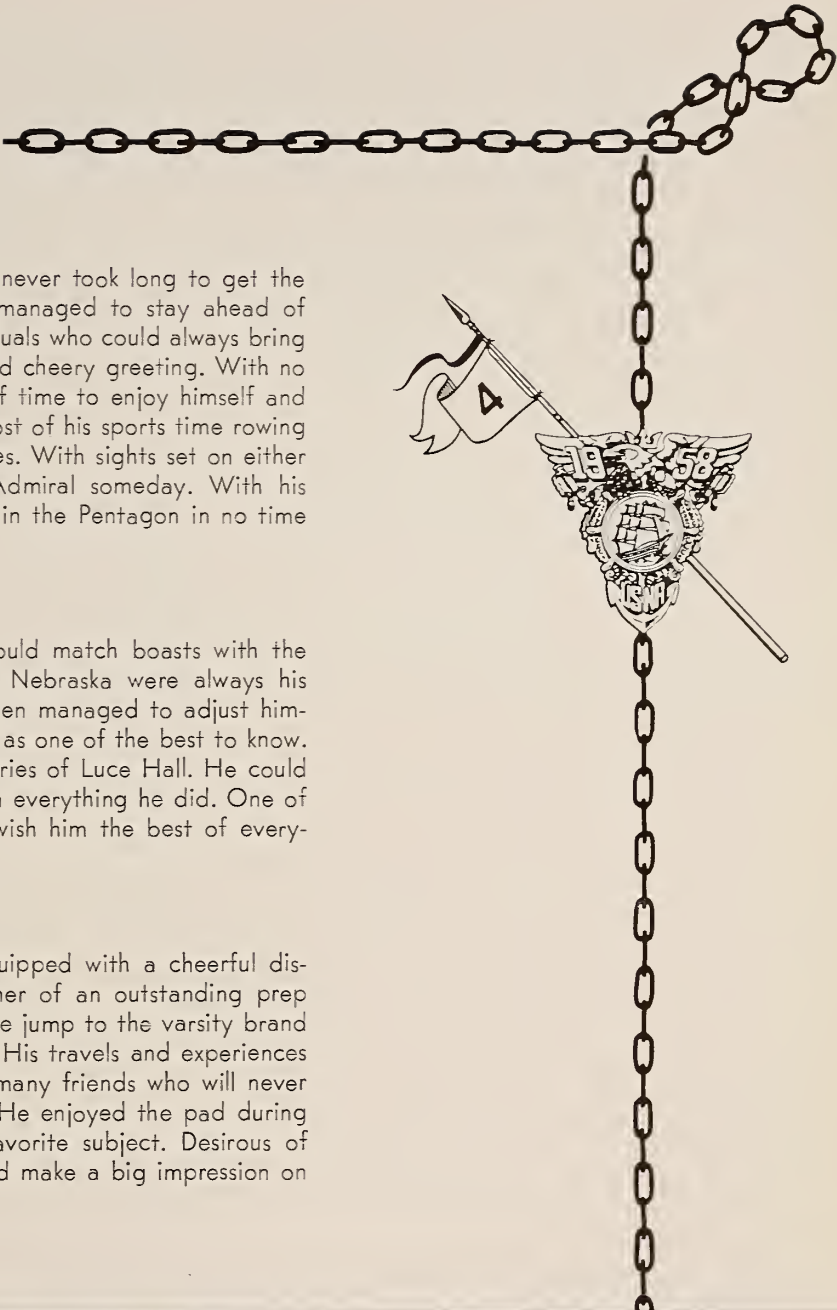 never took long to get the
managed to stay ahead of
uals who could always bring
d cheery greeting. With no
f time to enjoy himself and
ost of his sports time rowing
es. With sights set on either
Admiral someday. With his
in the Pentagon in no time
4
19 58
USNA
ould match boasts with the
Nebraska were always his
en managed to adjust him-
as one of the best to know.
ries of Luce Hall. He could
everything he did. One of
wish him the best of every-
uipped with a cheerful dis-
er of an outstanding prep
e jump to the varsity brand
His travels and experiences
many friends who will never
He enjoyed the pad during
avorite subject. Desirous of
d make a big impression on